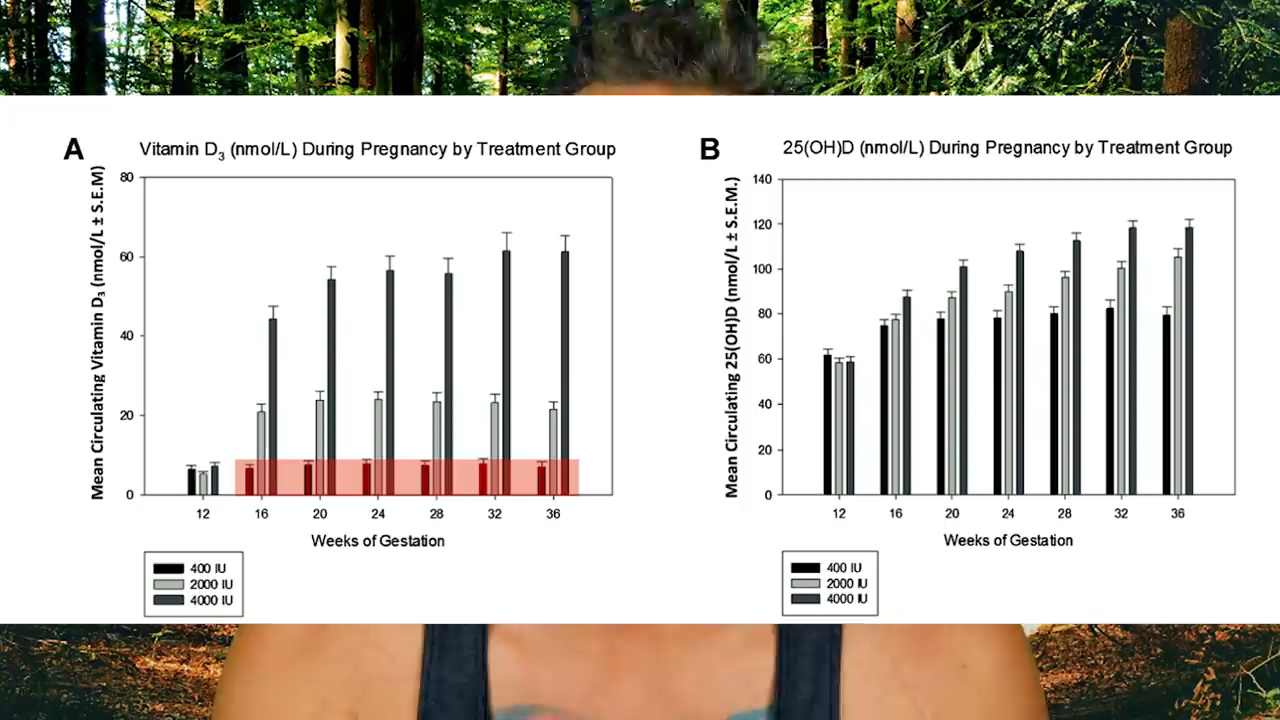 A
Vitamin D3 (nmol/L) During Pregnancy by Treatment Group
Mean Circulating Vitamin D3 (nmol/L ± S.E.M)
80
60
40
20
0
12 16 20 24 28 32 36
Weeks of Gestation
400 IU
2000 IU
4000 IU
B
25(OH)D (nmol/L) During Pregnancy by Treatment Group
Mean Circulating 25(OH)D (nmol/L ± S.E.M.)
140
120
100
80
60
40
20
0
12 16 20 24 28 32 36
Weeks of Gestation
400 IU
2000 IU
4000 IU